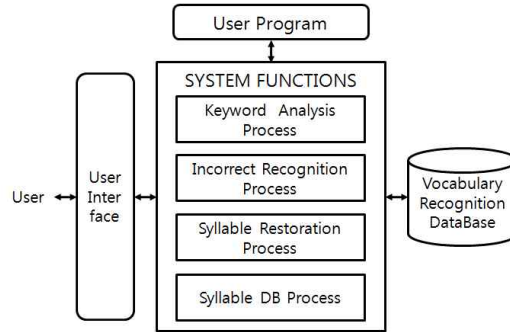 User Program
SYSTEM FUNCTIONS
Keyword Analysis
Process
Incorrect Recognition
Process
Syllable Restoration
Process
Syllable DB Process
User
User
Inter
face
Vocabulary
Recognition
DataBase